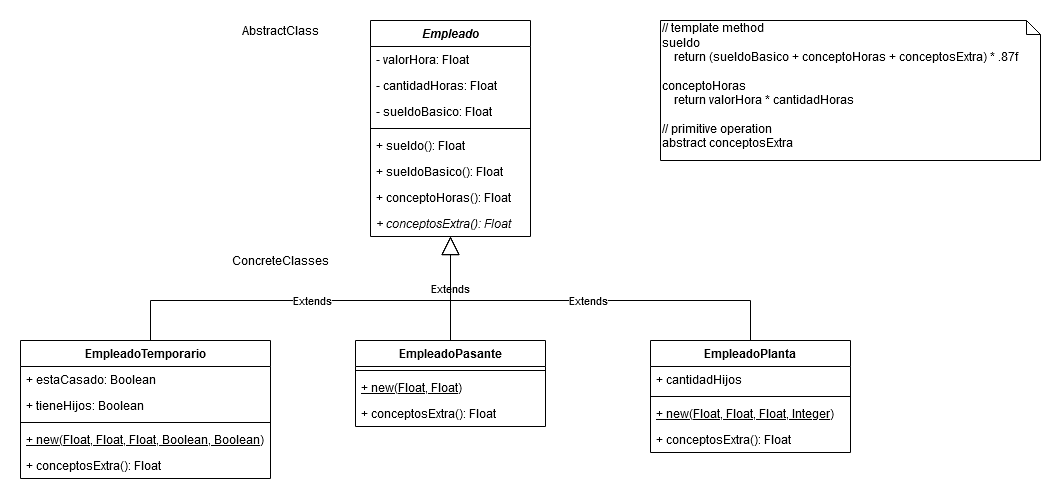 AbstractClass
Empleado
- valorHora: Float
- cantidadHoras: Float
- sueldoBasico: Float
+ sueldo(): Float
+ sueldoBasico(): Float
+ conceptoHoras(): Float
+ conceptosExtra(): Float
// template method
sueldo
return (sueldoBasico + conceptoHoras + conceptosExtra) * .87f
conceptoHoras
return valorHora * cantidadHoras
// primitive operation
abstract conceptosExtra
ConcreteClasses
Extends
Extends
Extends
EmpleadoTemporario
+ estaCasado: Boolean
+ tieneHijos: Boolean
+ new(Float, Float, Float, Boolean, Boolean)
+ conceptosExtra(): Float
EmpleadoPasante
+ new(Float, Float)
+ conceptosExtra(): Float
EmpleadoPlanta
+ cantidadHijos
+ new(Float, Float, Float, Integer)
+ conceptosExtra(): Float